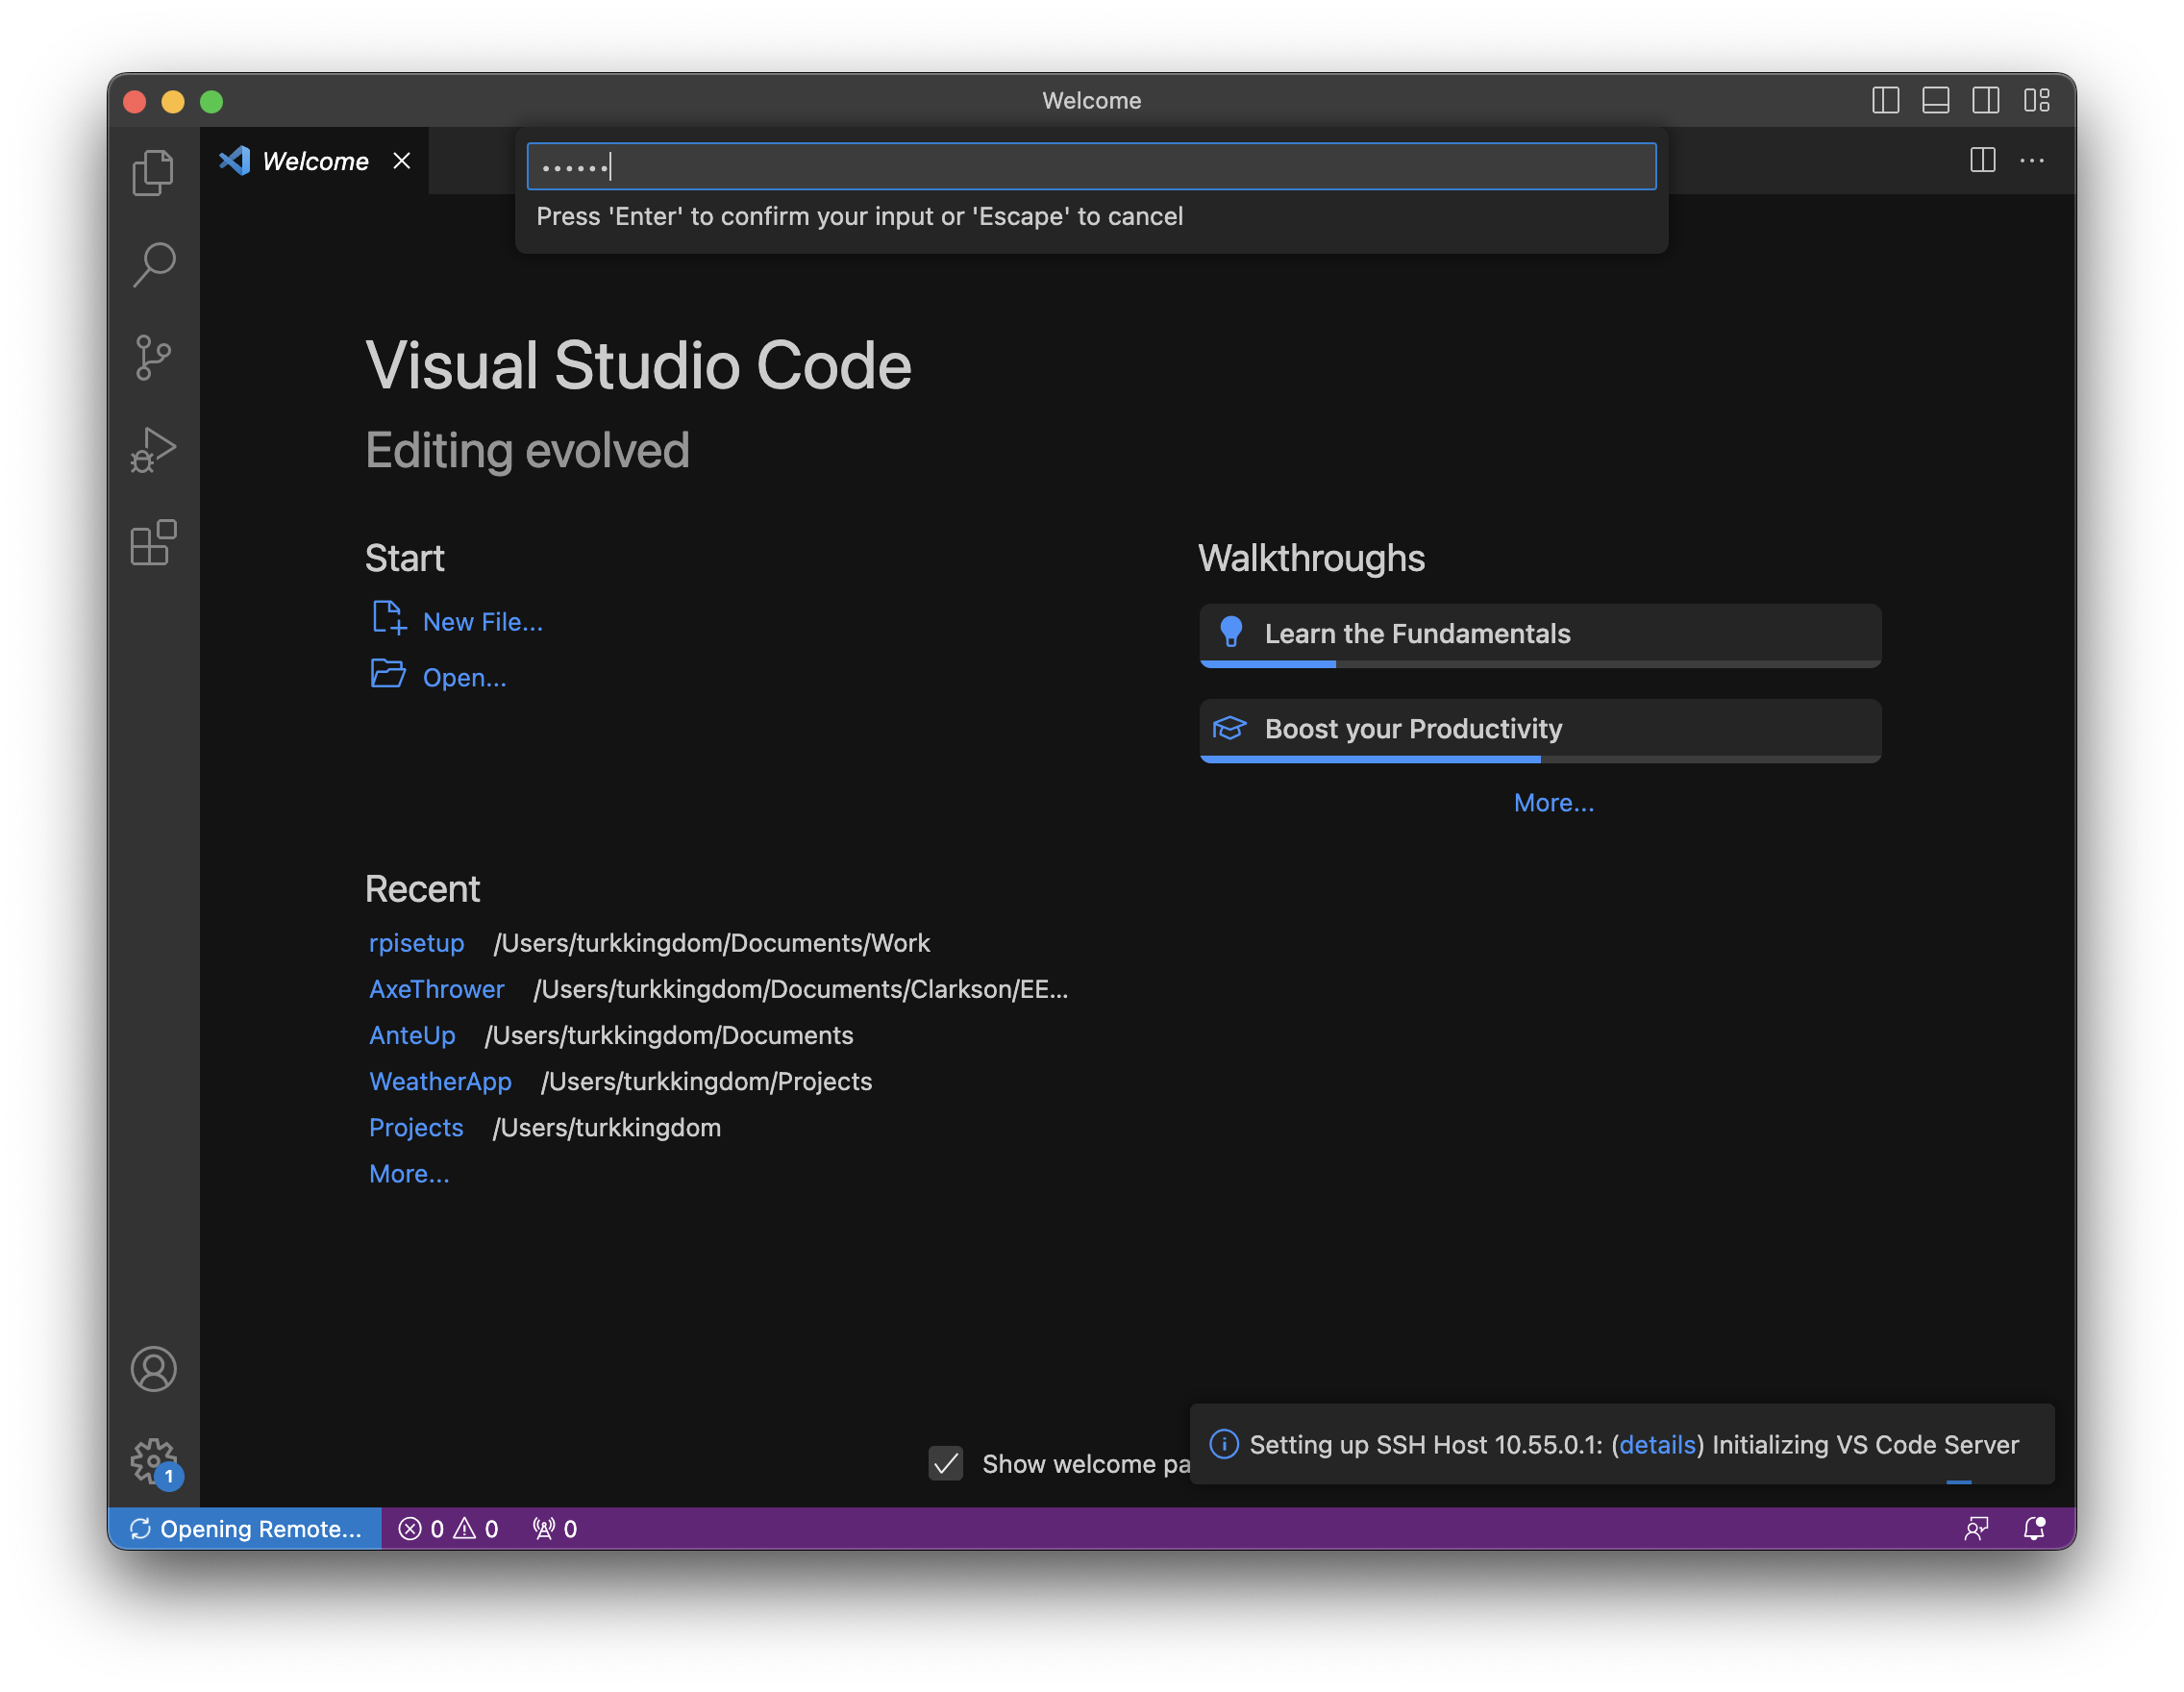 Welcome
Welcome
••••••
Press 'Enter' to confirm your input or 'Escape' to cancel
Visual Studio Code
Editing evolved
Start
New File...
Open...
Walkthroughs
Learn the Fundamentals
Boost your Productivity
More...
Recent
rpisetup /Users/turkkingdom/Documents/Work
AxeThrower /Users/turkkingdom/Documents/Clarkson/EE...
AnteUp /Users/turkkingdom/Documents
WeatherApp /Users/turkkingdom/Projects
Projects /Users/turkkingdom
More...
Show welcome pa
Setting up SSH Host 10.55.0.1: (details) Initializing VS Code Server
1
Opening Remote... 0 0 0